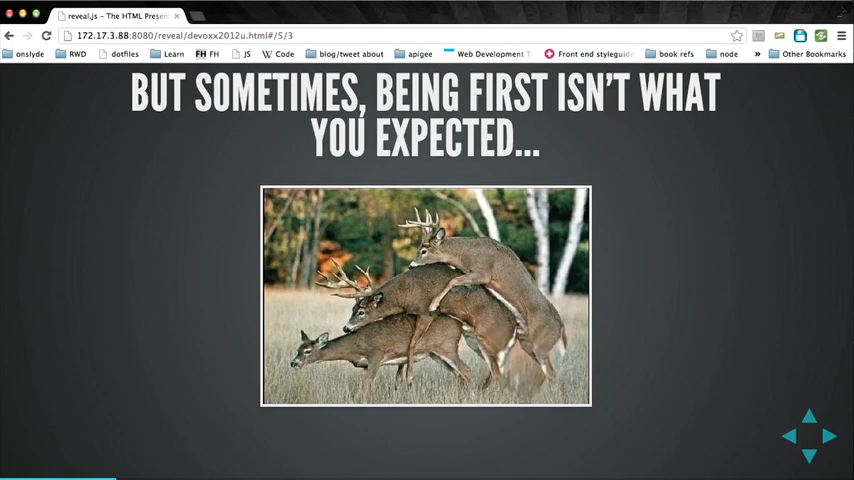 reveal.js – The HTML Presen
172.17.3.88:8080/reveal/devoxx2012u.html#/5/3
onslyde RWD dotfiles Learn FH FH JS Code blog/tweet about apigee Web Development T Front end styleguide book refs node » Other Bookmarks
BUT SOMETIMES, BEING FIRST ISN'T WHAT
YOU EXPECTED...